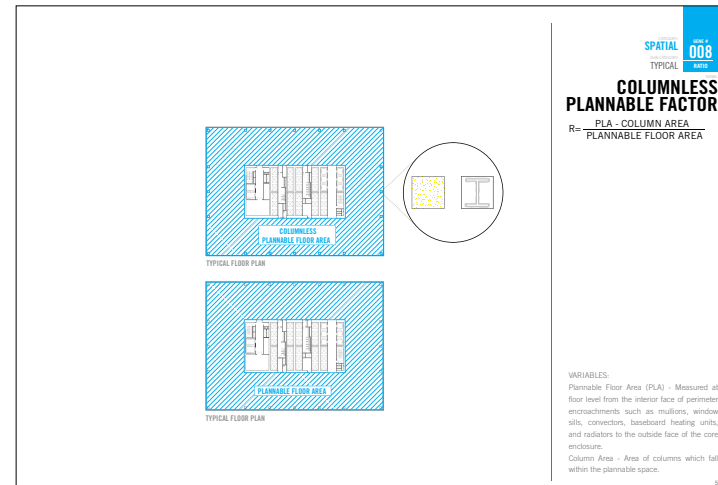 SPATIAL
TYPICAL
GENE #
008
RATIO
COLUMNLESS
PLANNABLE FACTOR
R= PLA - COLUMN AREA
PLANNABLE FLOOR AREA
COLUMNLESS
PLANNABLE FLOOR AREA
TYPICAL FLOOR PLAN
PLANNABLE FLOOR AREA
TYPICAL FLOOR PLAN
VARIABLES:
Plannable Floor Area (PLA) - Measured at
floor level from the interior face of perimeter
encroachments such as mullions, window
sills, convectors, baseboard heating units,
and radiators to the outside face of the core
enclosure.
Column Area - Area of columns which fall
within the plannable space.
5